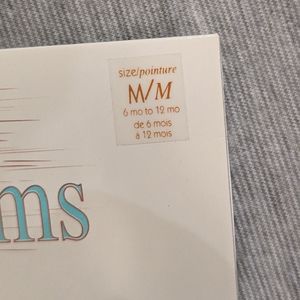 size/pointure
M/M
6 mo to 12 mo
de 6 mois
à 12 mois
ms